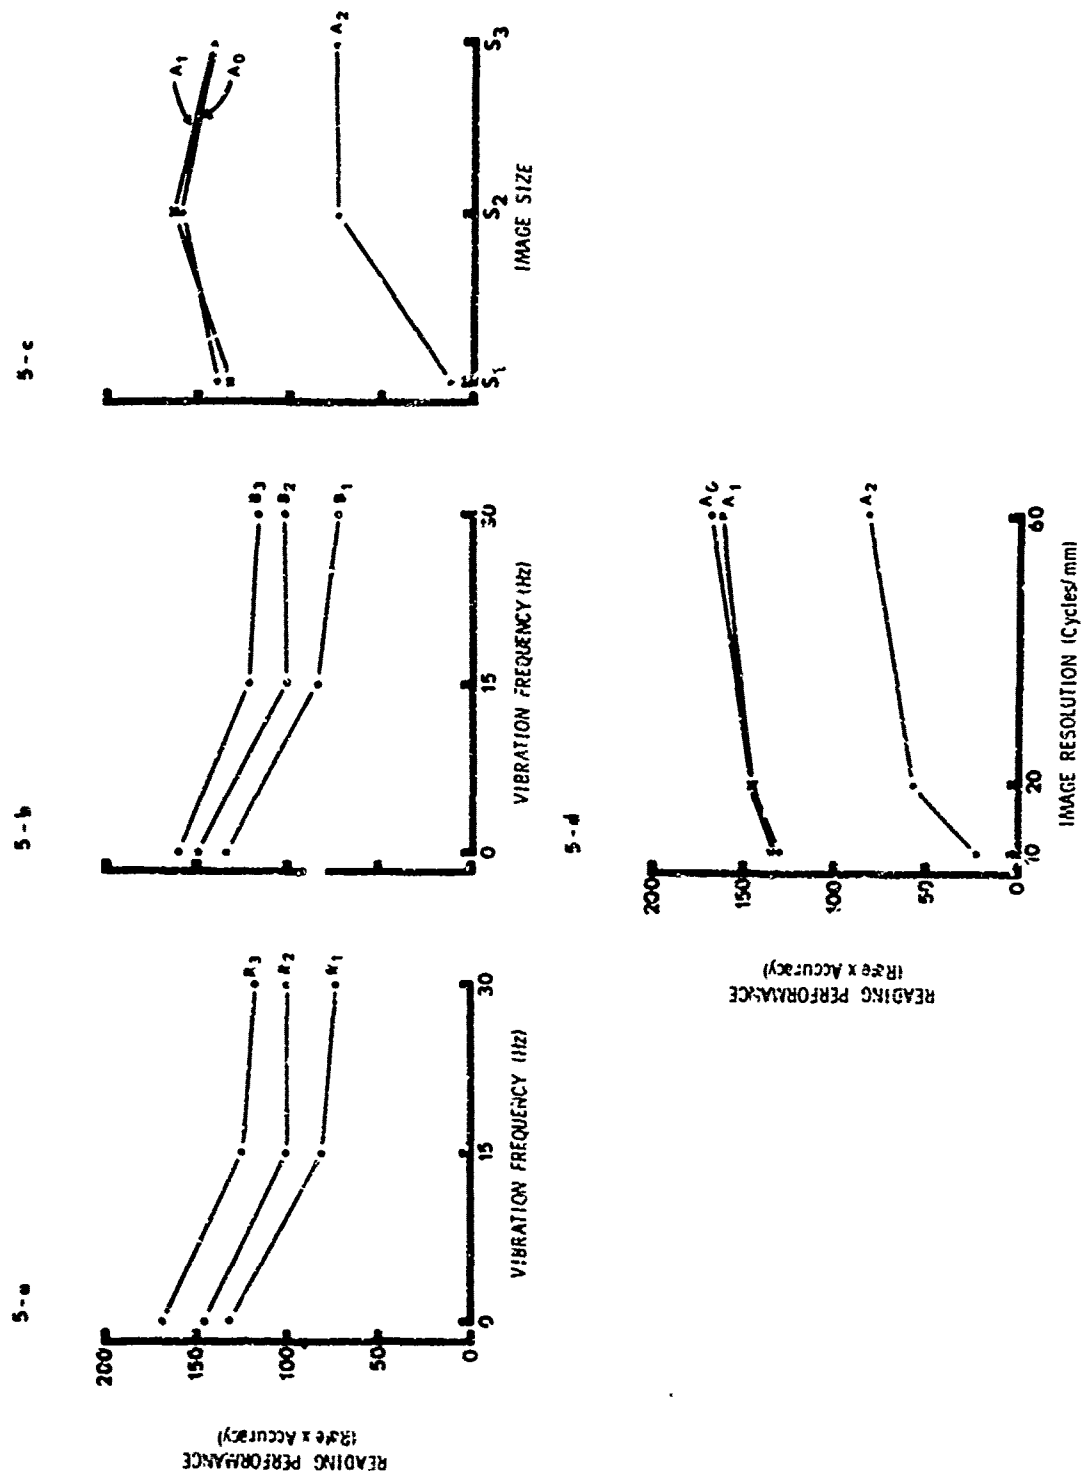 5-a
5-b
5-c
READING PERFORMANCE
(Rate x Accuracy)
200
150
100
50
0
R3
R2
R1
0
15
30
VIBRATION FREQUENCY (Hz)
B3
B2
B1
0
15
30
VIBRATION FREQUENCY (Hz)
A1
A0
A2
S1
S2
S3
IMAGE SIZE
5-d
READING PERFORMANCE
(Rate x Accuracy)
200
150
100
50
0
A0
A1
A2
10
20
60
IMAGE RESOLUTION (Cycles/mm)